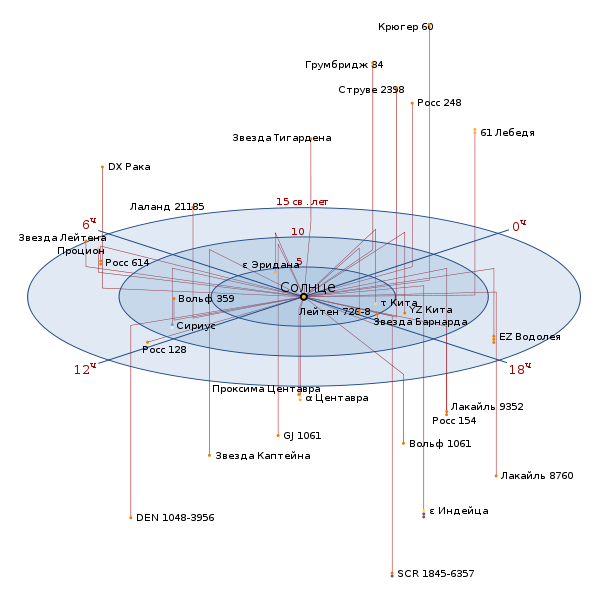 Крюгер 60
Грумбридж 34
Струве 2398
Росс 248
61 Лебедя
Звезда Тигардена
DX Рака
15 св. лет
Лаланд 21185
6ч
0ч
10
Звезда Лейтена
Процион
Росс 614
5
ε Эридана
Солнце
Вольф 359
τ Кита
Лейтен 726-8
YZ Кита
Звезда Барнарда
Сириус
EZ Водолея
Росс 128
12ч
18ч
Проксима Центавра
α Центавра
Лакайль 9352
Росс 154
GJ 1061
Вольф 1061
Звезда Каптейна
Лакайль 8760
ε Индейца
DEN 1048-3956
SCR 1845-6357